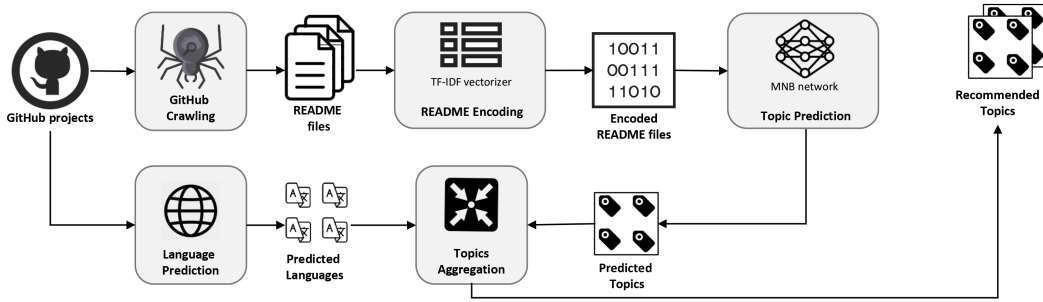 GitHub projects
GitHub
Crawling
README
files
TF-IDF vectorizer
README Encoding
10011
00111
11010
Encoded
README files
MNB network
Topic Prediction
Recommended
Topics
Language
Prediction
Predicted
Languages
Topics
Aggregation
Predicted
Topics